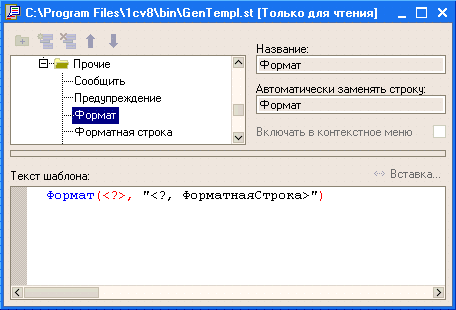 C:\Program Files\1cv8\bin\GenTempl.st [Только для чтения]
Прочие
Сообщить
Предупреждение
Формат
Форматная строка
Название:
Формат
Автоматически заменять строку:
Формат
Включать в контекстное меню
Текст шаблона:
Вставка...
Формат(<?>, "<?, ФорматнаяСтрока>")